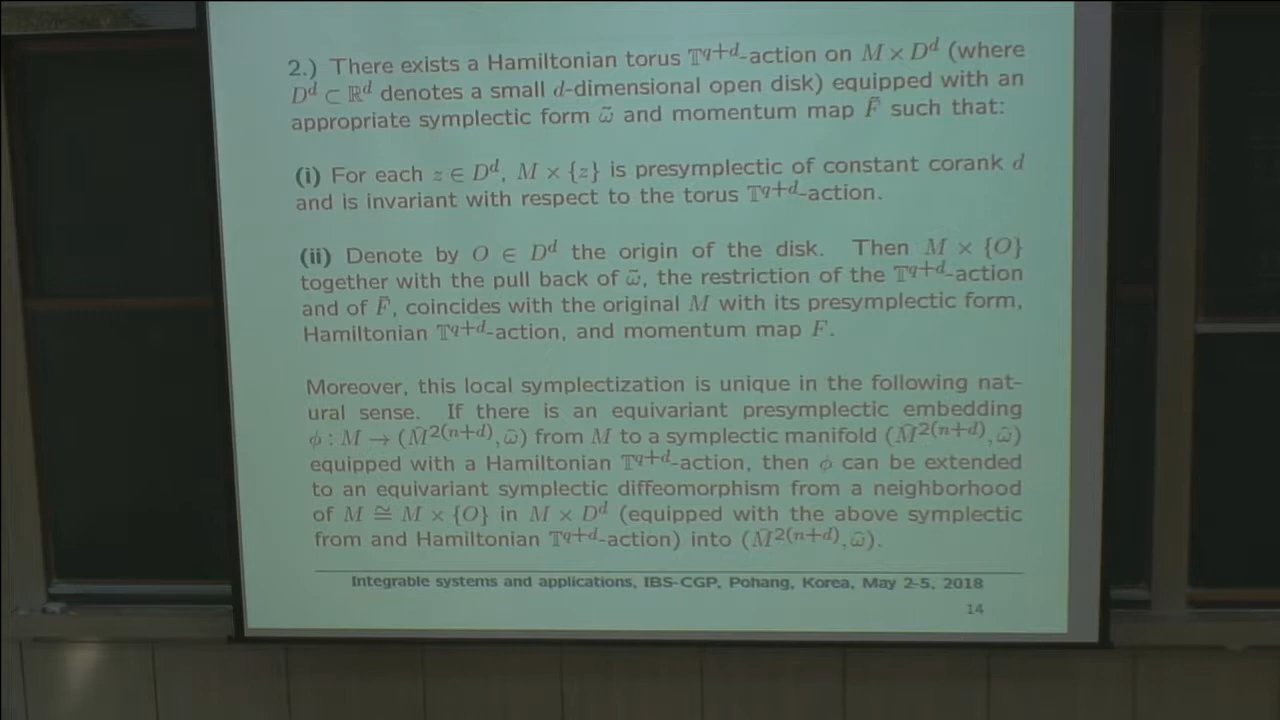 2.) There exists a Hamiltonian torus 𝕋^{q+d}-action on M × D^d (where
D^d ⊂ ℝ^d denotes a small d-dimensional open disk) equipped with an
appropriate symplectic form ω̃ and momentum map F̃ such that:
(i) For each z ∈ D^d, M × {z} is presymplectic of constant corank d
and is invariant with respect to the torus 𝕋^{q+d}-action.
(ii) Denote by O ∈ D^d the origin of the disk. Then M × {O}
together with the pull back of ω̃, the restriction of the 𝕋^{q+d}-action
and of F̃, coincides with the original M with its presymplectic form,
Hamiltonian 𝕋^{q+d}-action, and momentum map F.
Moreover, this local symplectization is unique in the following nat-
ural sense. If there is an equivariant presymplectic embedding
φ : M → (M̂^{2(n+d)}, ω̂) from M to a symplectic manifold (M̂^{2(n+d)}, ω̂)
equipped with a Hamiltonian 𝕋^{q+d}-action, then φ can be extended
to an equivariant symplectic diffeomorphism from a neighborhood
of M ≅ M × {O} in M × D^d (equipped with the above symplectic
from and Hamiltonian 𝕋^{q+d}-action) into (M̂^{2(n+d)}, ω̂).
Integrable systems and applications, IBS-CGP, Pohang, Korea, May 2-5, 2018
14